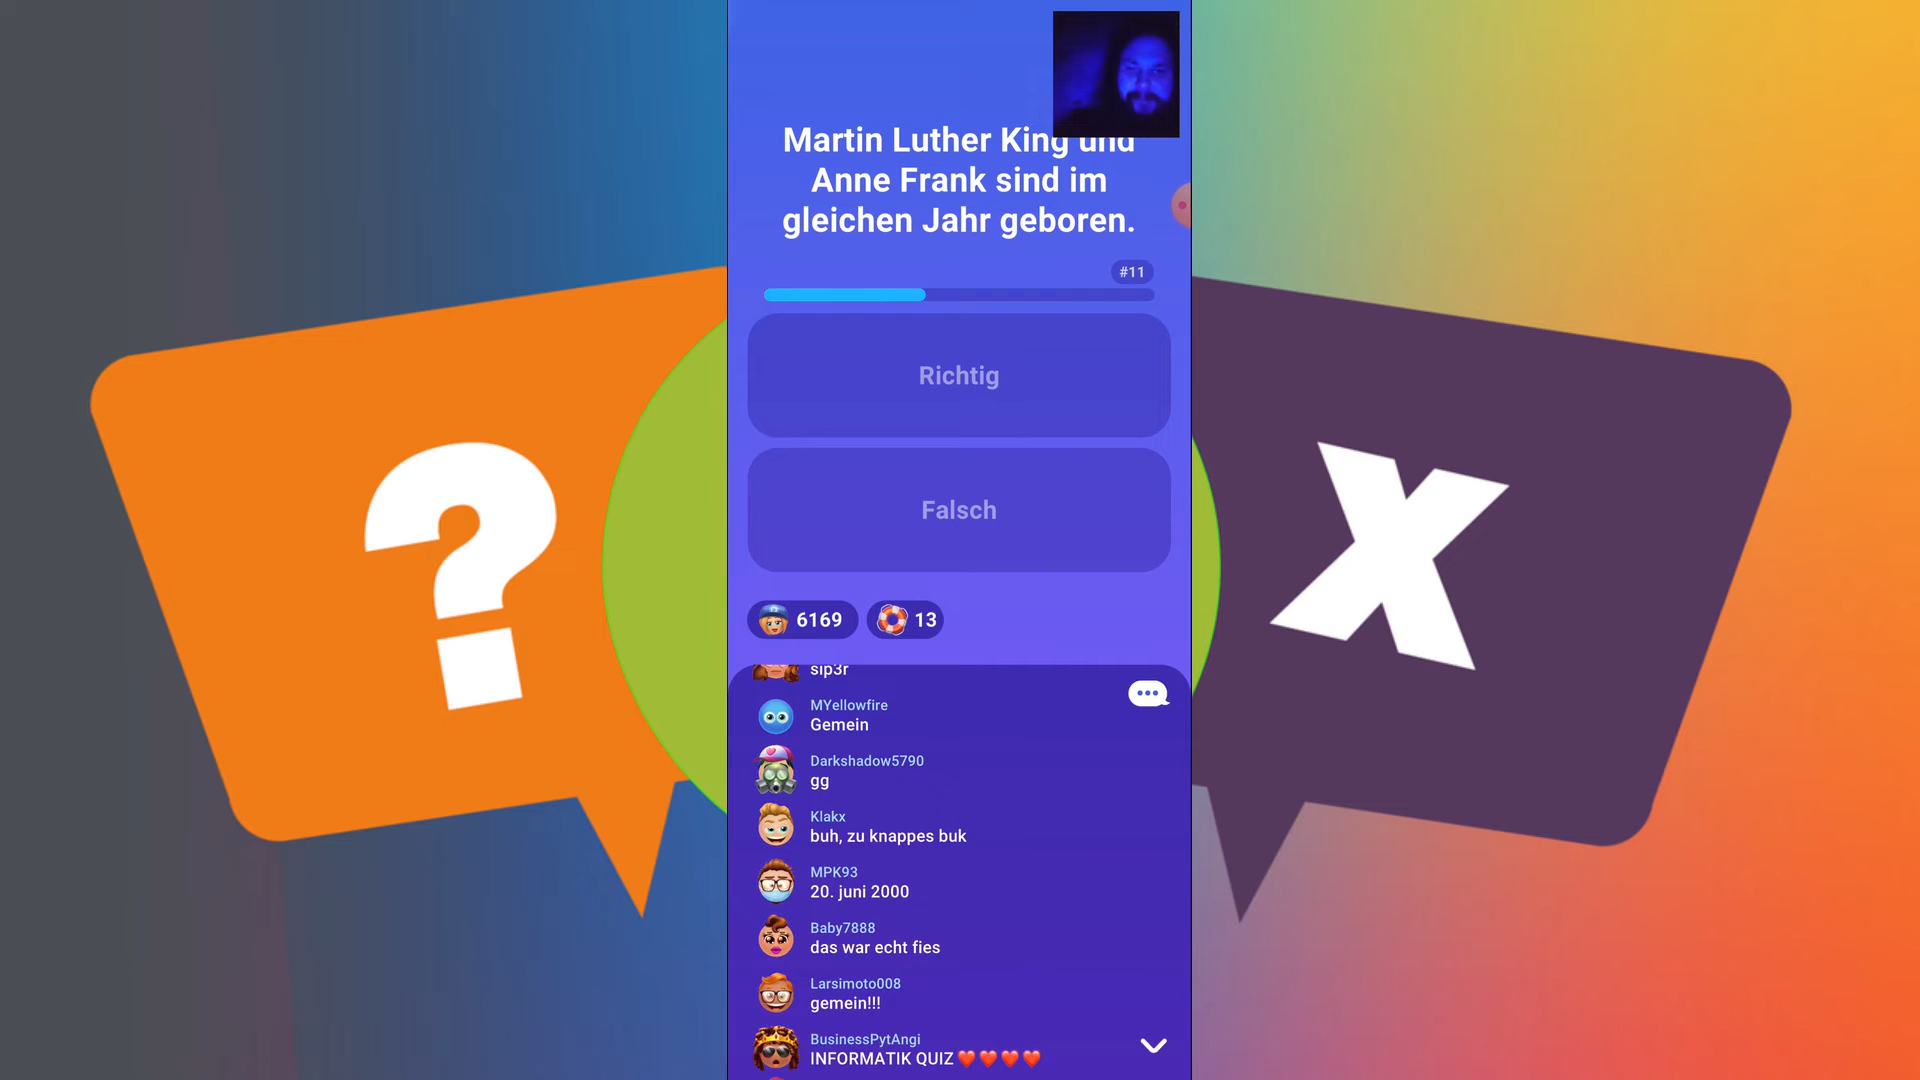 Martin Luther King und
Anne Frank sind im
gleichen Jahr geboren.
#11
Richtig
Falsch
6169
13
sip3r
MYellowfire
Gemein
Darkshadow5790
gg
Klakx
buh, zu knappes buk
MPK93
20. juni 2000
Baby7888
das war echt fies
Larsimoto008
gemein!!!
BusinessPytAngi
INFORMATIK QUIZ ❤️❤️❤️❤️
?
X